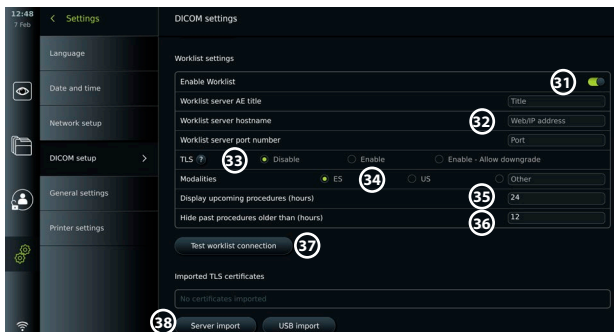 12:48
7 Feb
< Settings
DICOM settings
Language
Date and time
Network setup
DICOM setup >
General settings
Printer settings
Worklist settings
Enable Worklist 31
Worklist server AE title Title
Worklist server hostname 32 Web/IP address
Worklist server port number Port
TLS ? 33 Disable Enable Enable - Allow downgrade
Modalities ES 34 US Other
Display upcoming procedures (hours) 35 24
Hide past procedures older than (hours) 36 12
Test worklist connection 37
Imported TLS certificates
No certificates imported
38 Server import USB import